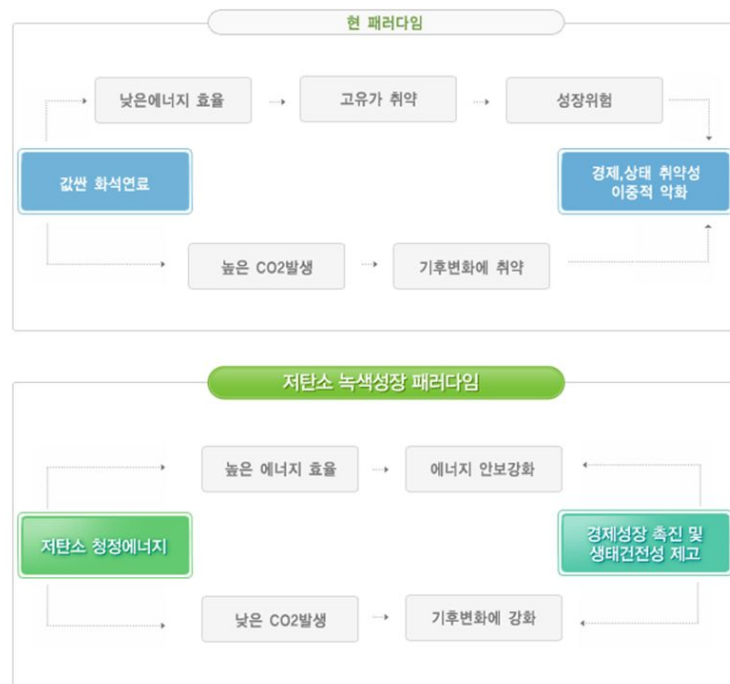 현 패러다임
낮은에너지 효율
고유가 취약
성장위험
값싼 화석연료
경제,상태 취약성
이중적 악화
높은 CO2발생
기후변화에 취약
저탄소 녹색성장 패러다임
높은 에너지 효율
에너지 안보강화
저탄소 청정에너지
경제성장 촉진 및
생태건전성 제고
낮은 CO2발생
기후변화에 강화